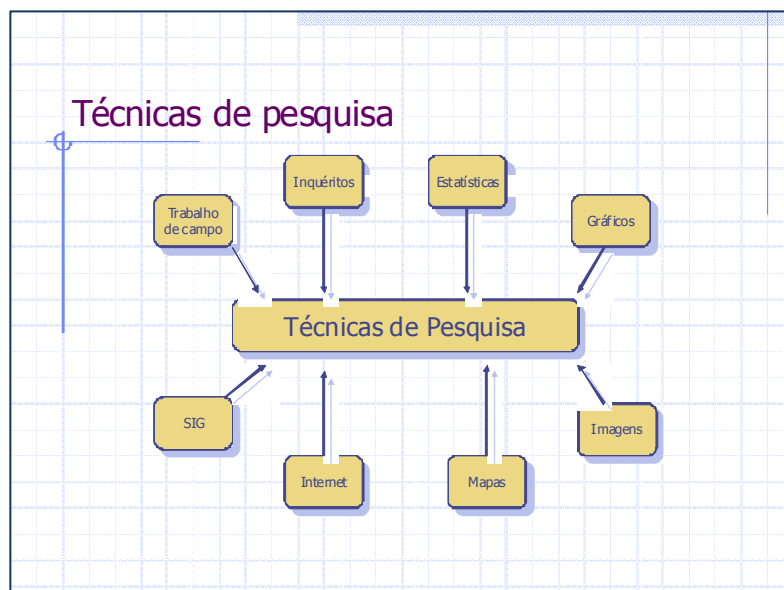 Técnicas de pesquisa
Inquéritos
Estatísticas
Trabalho
de campo
Gráficos
Técnicas de Pesquisa
SIG
Imagens
Internet
Mapas